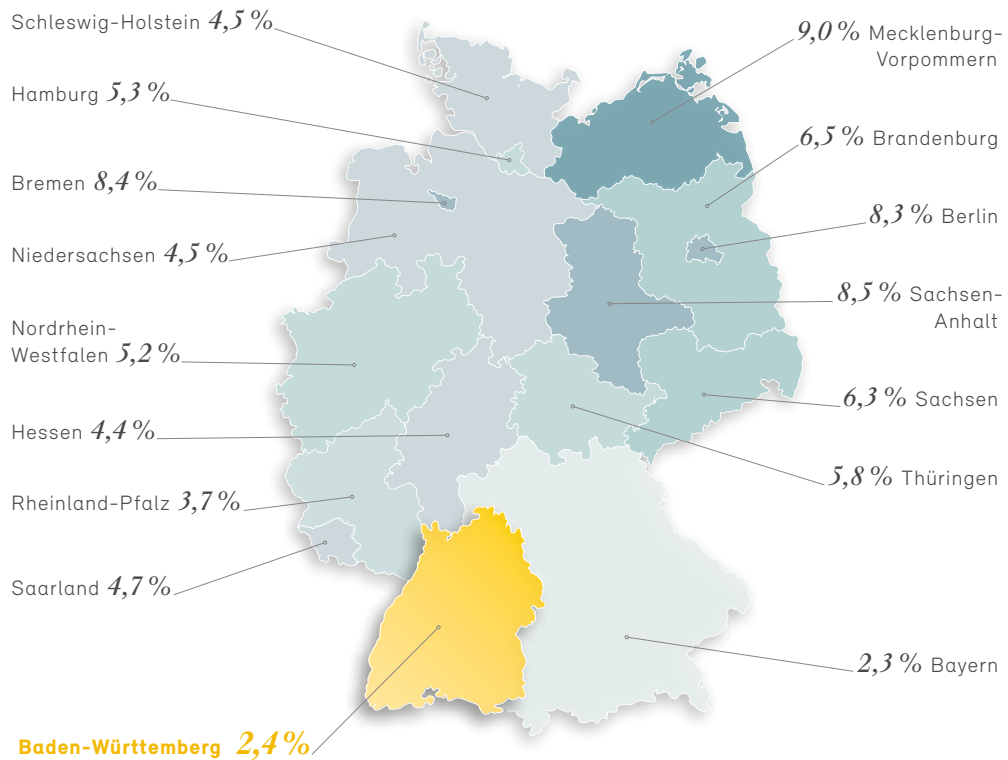 Schleswig-Holstein 4,5 %
Hamburg 5,3 %
Bremen 8,4 %
Niedersachsen 4,5 %
Nordrhein-
Westfalen 5,2 %
Hessen 4,4 %
Rheinland-Pfalz 3,7 %
Saarland 4,7 %
Baden-Württemberg 2,4 %
9,0 % Mecklenburg-
Vorpommern
6,5 % Brandenburg
8,3 % Berlin
8,5 % Sachsen-
Anhalt
6,3 % Sachsen
5,8 % Thüringen
2,3 % Bayern